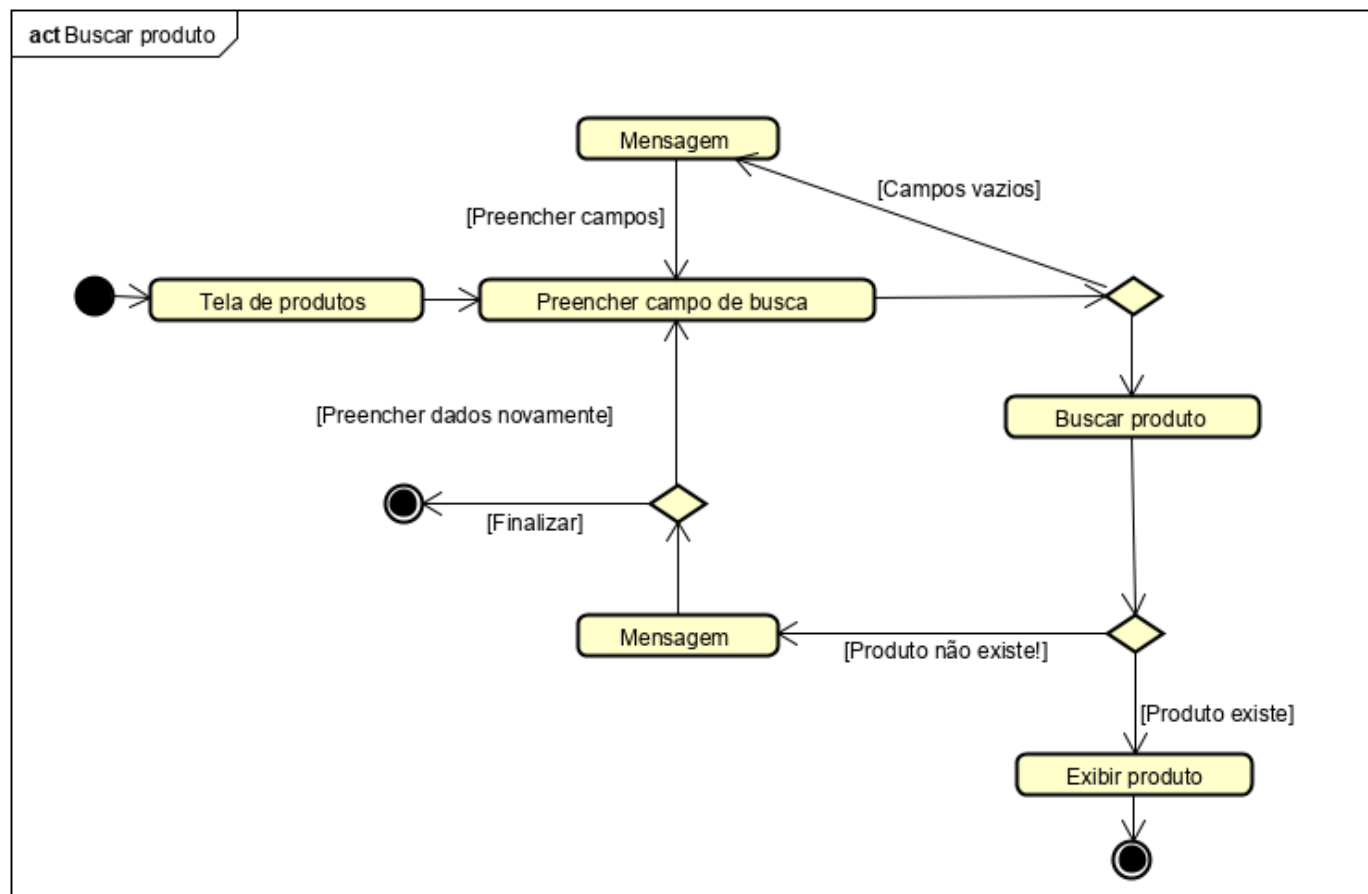 act Buscar produto
Mensagem
[Campos vazios]
[Preencher campos]
Tela de produtos
Preencher campo de busca
[Preencher dados novamente]
Buscar produto
[Finalizar]
Mensagem
[Produto não existe!]
[Produto existe]
Exibir produto